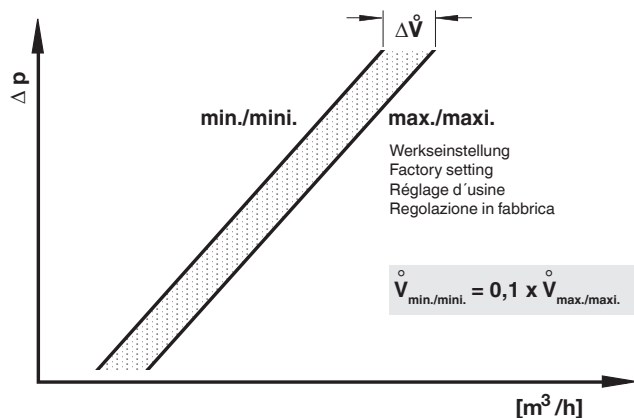 ΔV̊
Δ p
min./mini.
max./maxi.
Werkseinstellung
Factory setting
Réglage d´usine
Regolazione in fabbrica
V̊min./mini. = 0,1 x V̊max./maxi.
[m³/h]